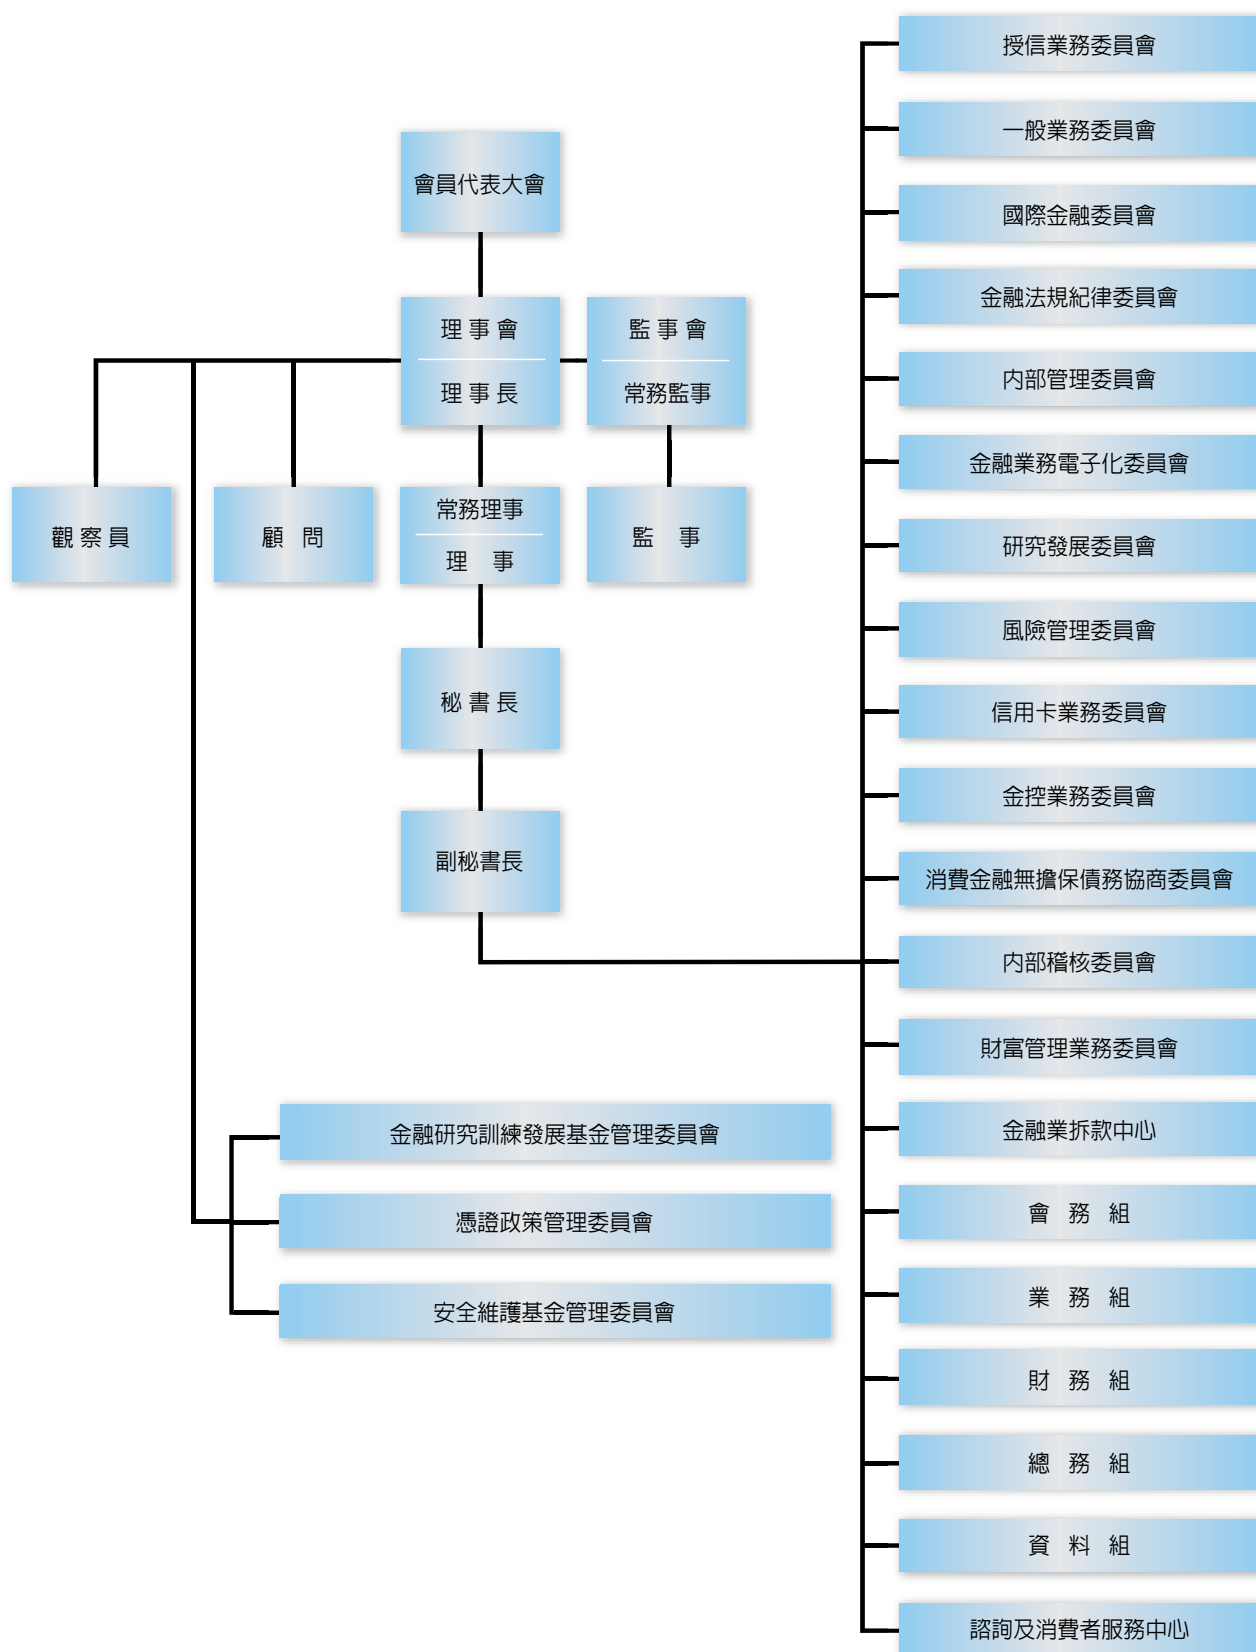 會員代表大會
理事會
理事長
監事會
常務監事
觀察員
顧 問
常務理事
理 事
監 事
秘書長
副秘書長
金融研究訓練發展基金管理委員會
憑證政策管理委員會
安全維護基金管理委員會
授信業務委員會
一般業務委員會
國際金融委員會
金融法規紀律委員會
內部管理委員會
金融業務電子化委員會
研究發展委員會
風險管理委員會
信用卡業務委員會
金控業務委員會
消費金融無擔保債務協商委員會
內部稽核委員會
財富管理業務委員會
金融業拆款中心
會 務 組
業 務 組
財 務 組
總 務 組
資 料 組
諮詢及消費者服務中心